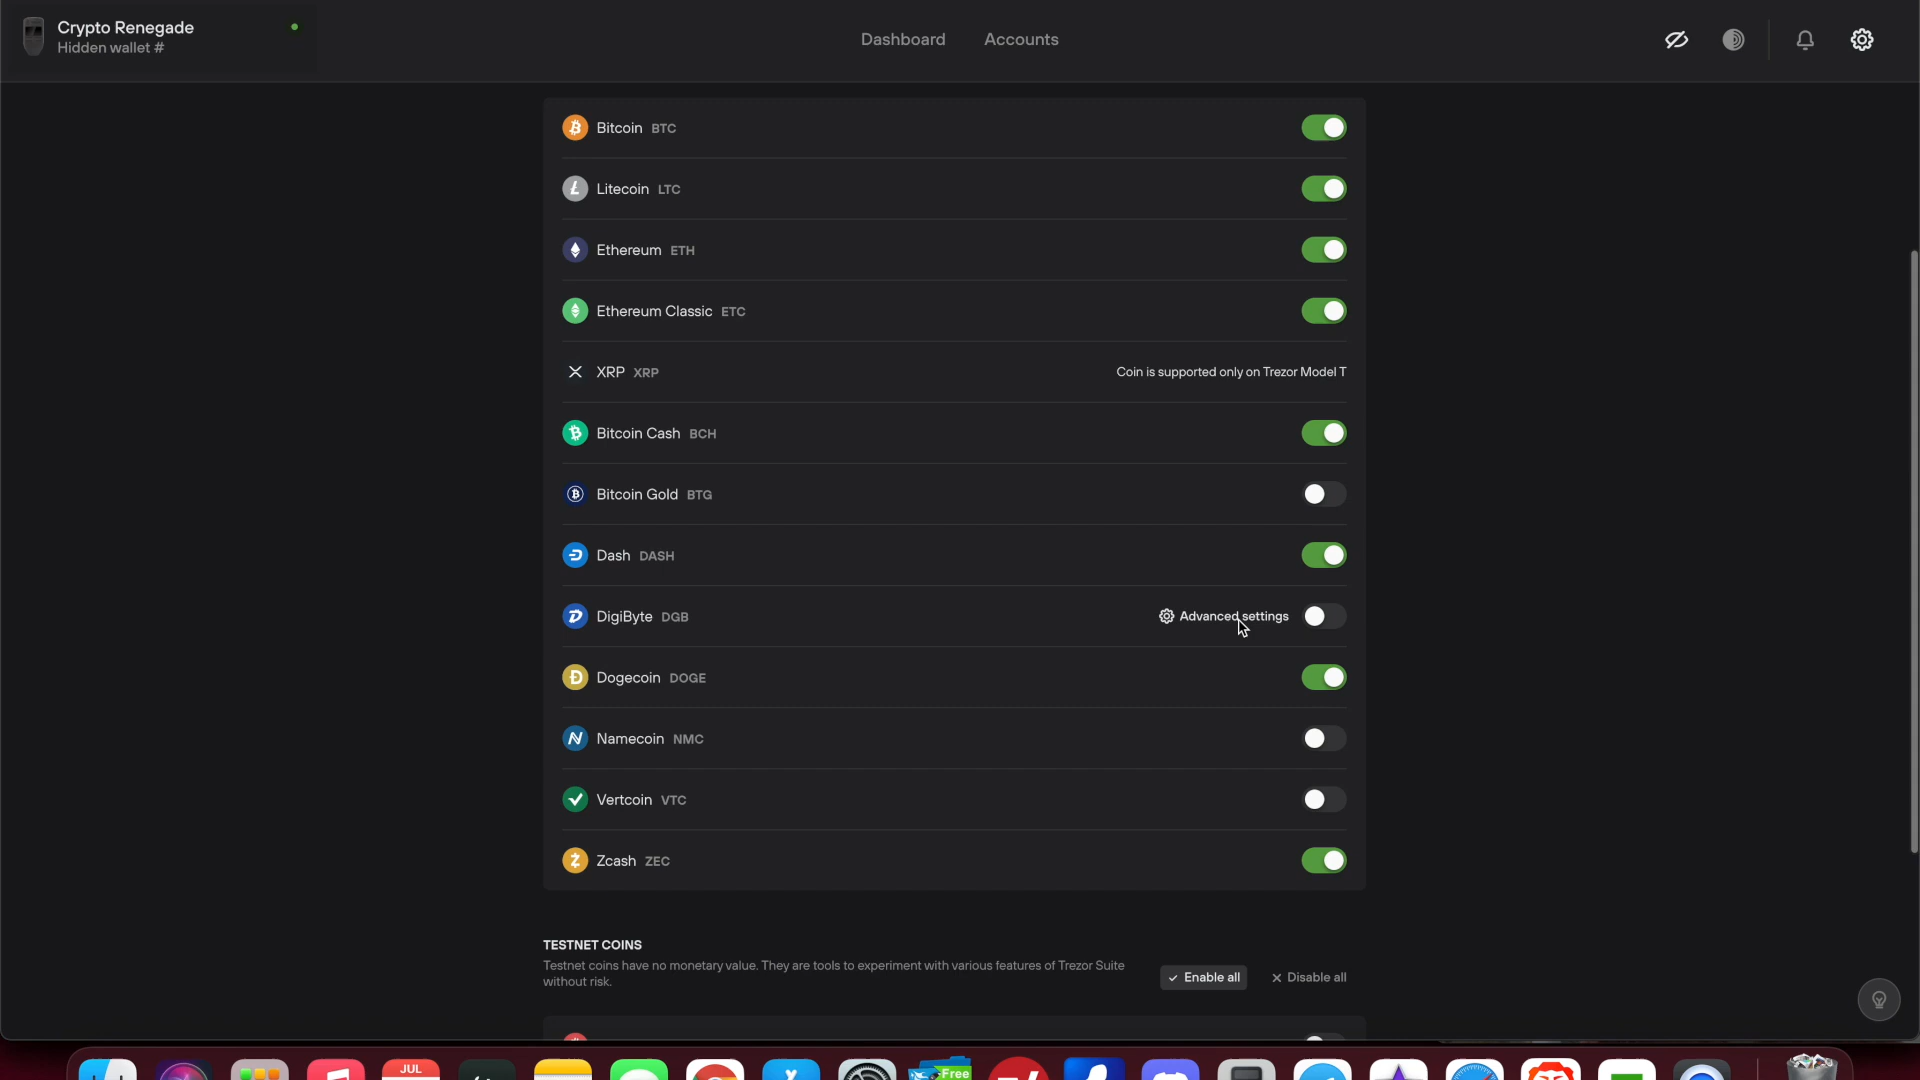 Crypto Renegade
Hidden wallet #
Dashboard
Accounts
Bitcoin BTC
Litecoin LTC
Ethereum ETH
Ethereum Classic ETC
XRP XRP
Coin is supported only on Trezor Model T
Bitcoin Cash BCH
Bitcoin Gold BTG
Dash DASH
DigiByte DGB
Advanced settings
Dogecoin DOGE
Namecoin NMC
Vertcoin VTC
Zcash ZEC
TESTNET COINS
Testnet coins have no monetary value. They are tools to experiment with various features of Trezor Suite
without risk.
Enable all
Disable all
JUL
Free